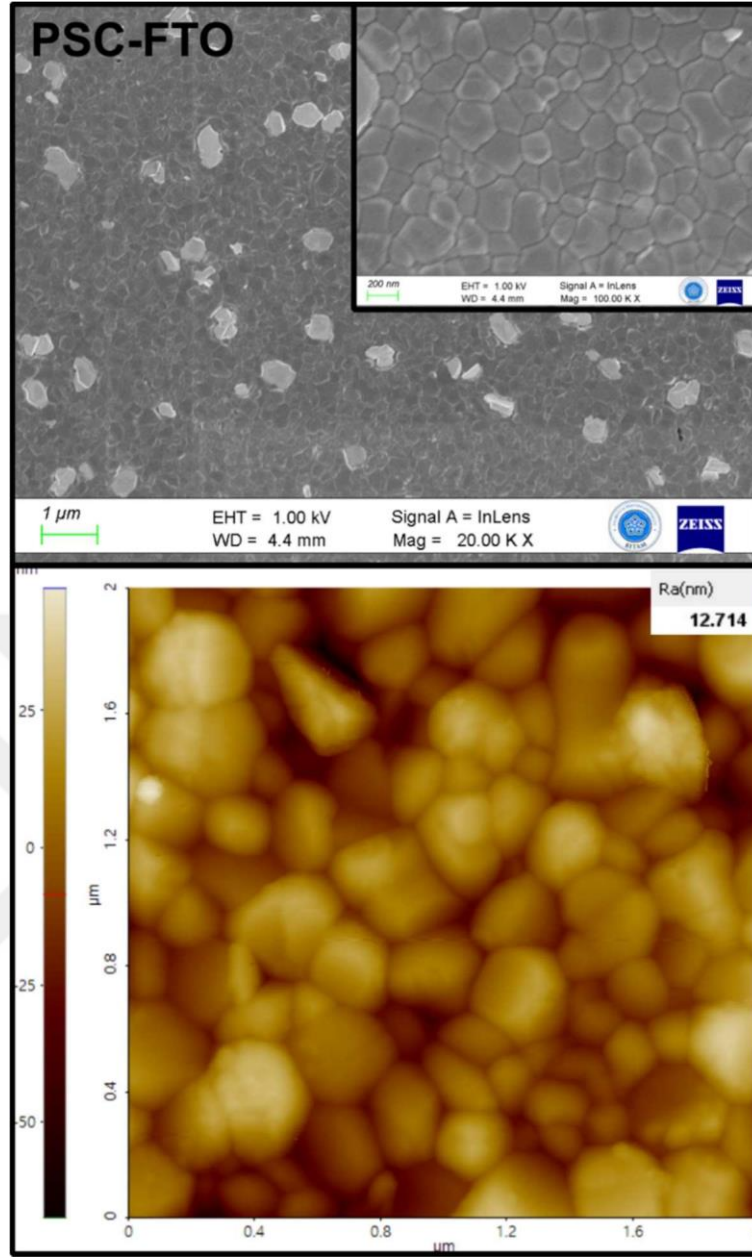 PSC-FTO
200 nm
EHT = 1.00 kV
Signal A = InLens
WD = 4.4 mm
Mag = 100.00 K X
ZEISS
1 µm
EHT = 1.00 kV
Signal A = InLens
WD = 4.4 mm
Mag = 20.00 K X
ZEISS
nm
Ra(nm)
12.714
25
0
-25
-50
2
1.6
1.2
0.8
0.4
0
µm
0
0.4
0.8
1.2
1.6
µm